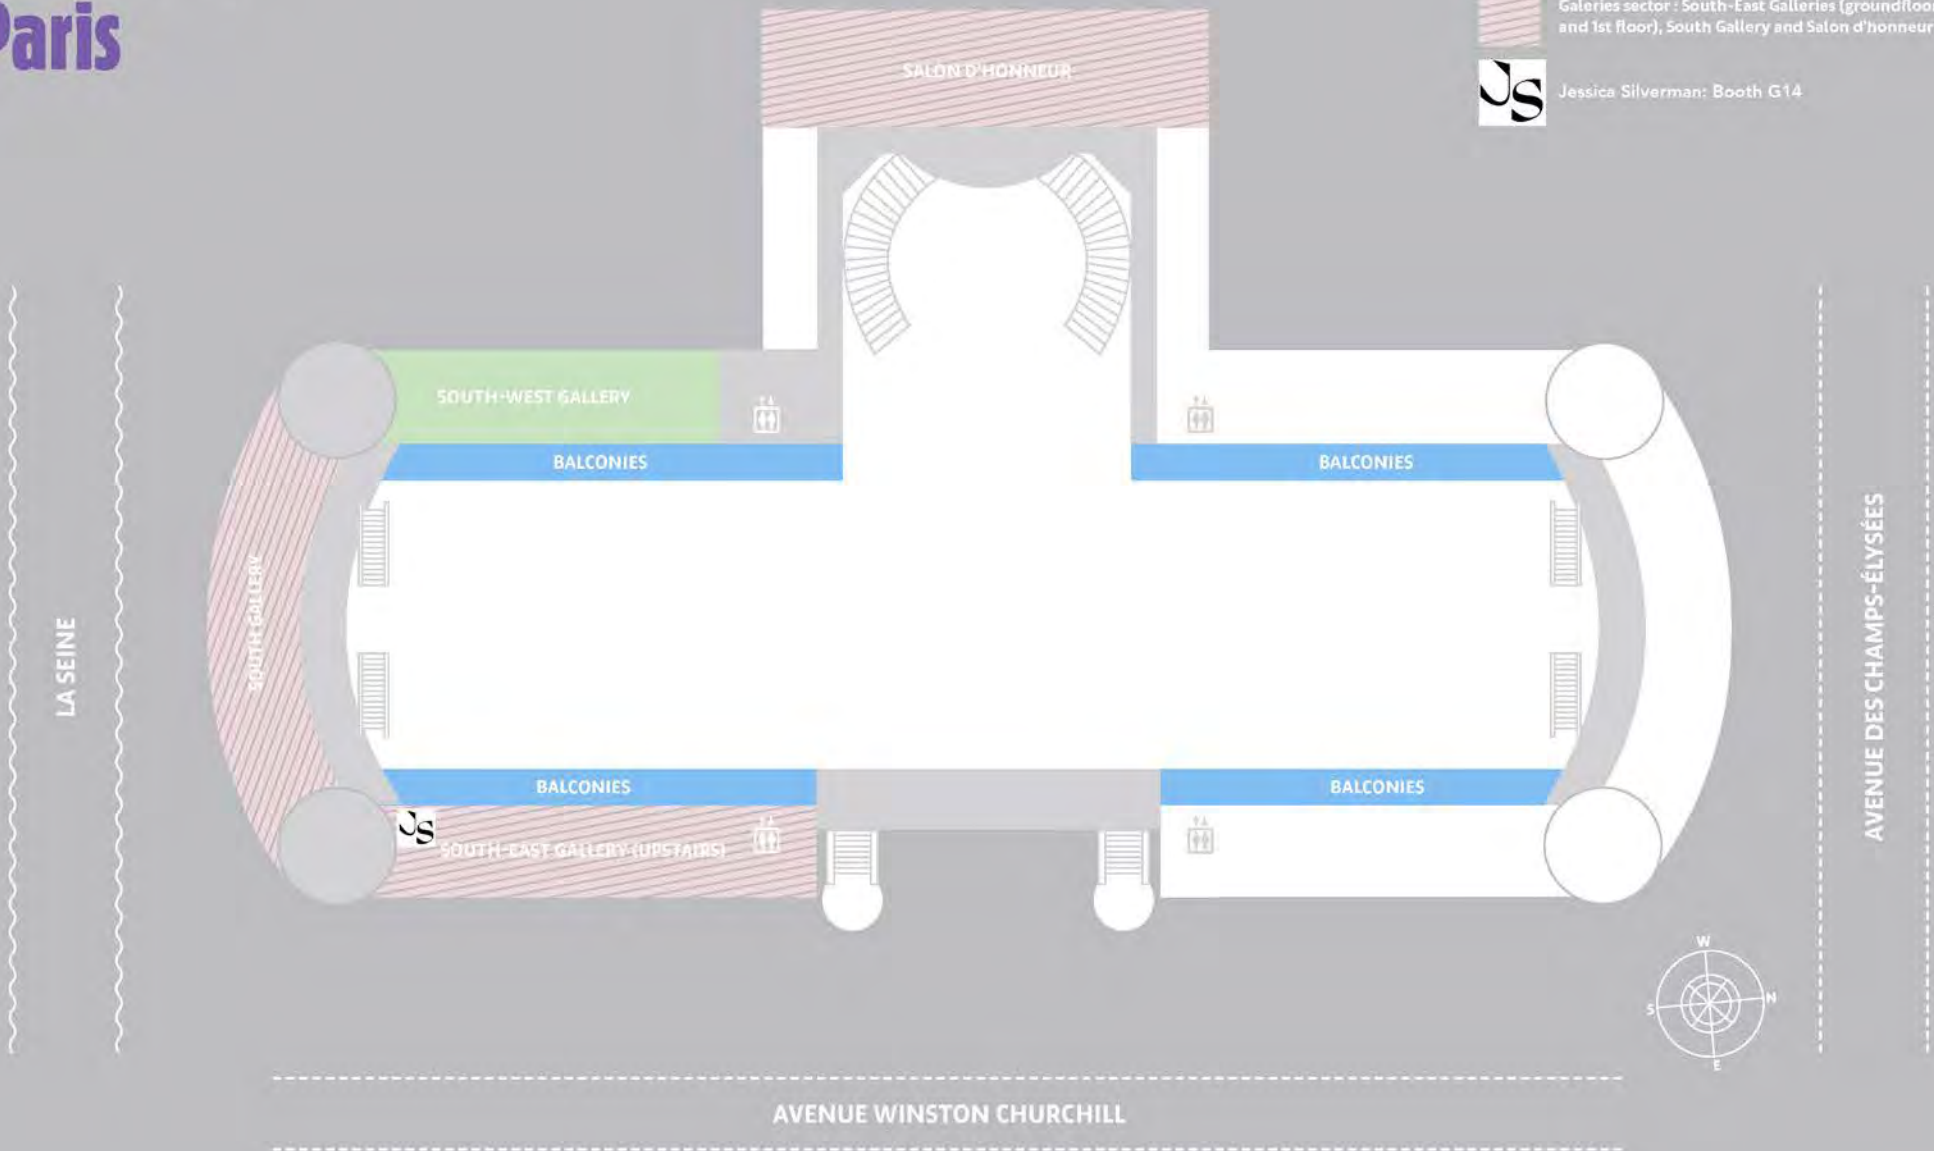 Paris
Galeries sector : South-East Galleries (groundfloor
and 1st floor), South Gallery and Salon d'honneur
JS
Jessica Silverman: Booth G14
SALON D'HONNEUR
SOUTH-WEST GALLERY
BALCONIES
BALCONIES
SOUTH GALLERY
LA SEINE
AVENUE DES CHAMPS-ÉLYSÉES
BALCONIES
BALCONIES
JS
SOUTH-EAST GALLERY (UPSTAIRS)
W
S
N
E
AVENUE WINSTON CHURCHILL